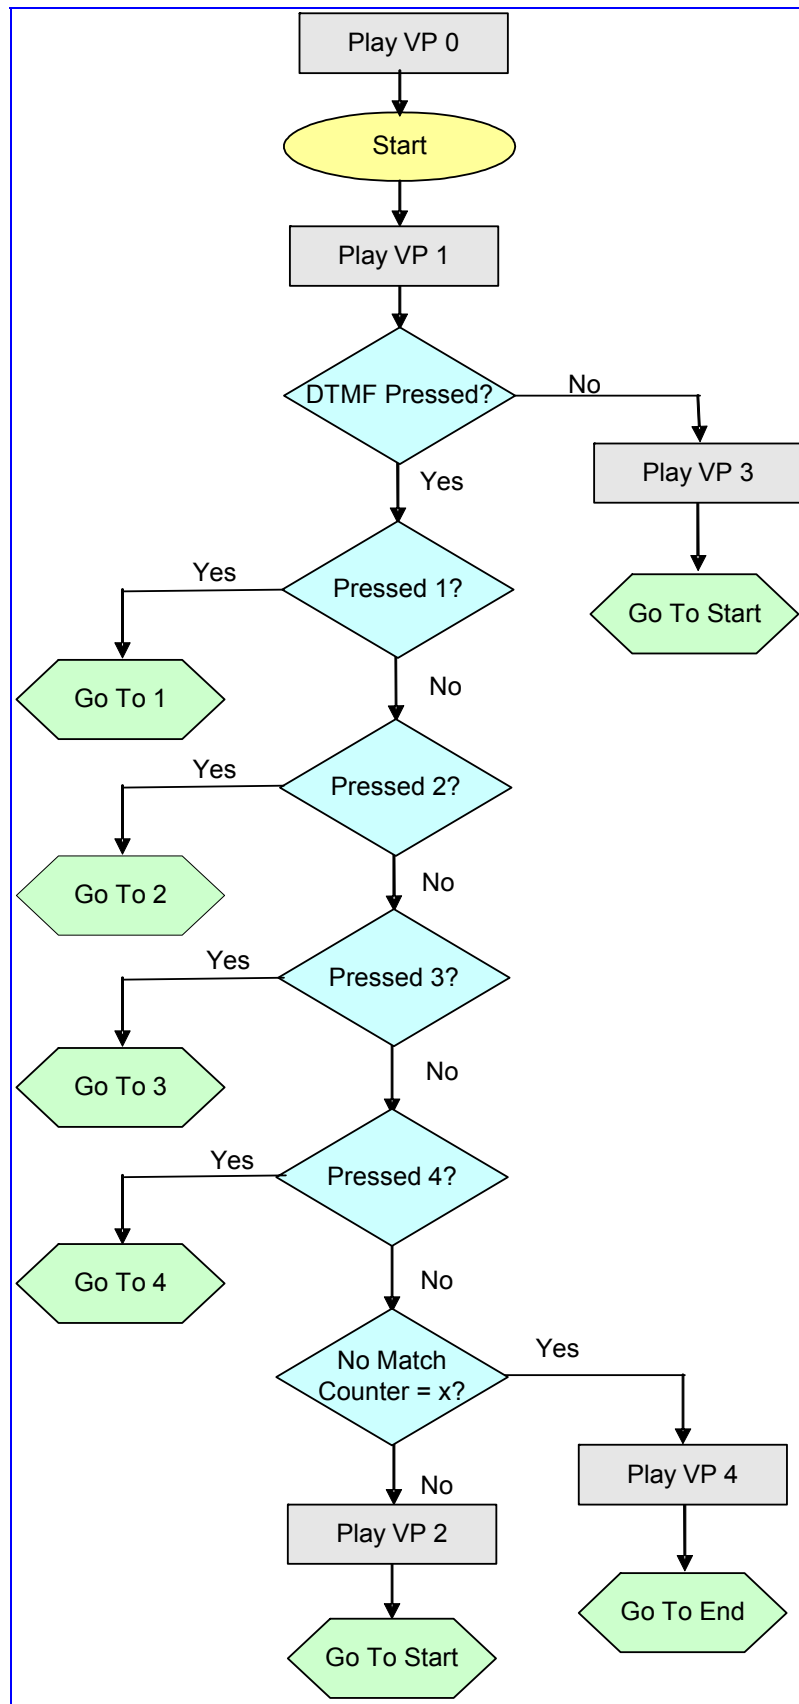 Play VP 0
Start
Play VP 1
DTMF Pressed?
No
Play VP 3
Go To Start
Yes
Pressed 1?
Yes
Go To 1
No
Pressed 2?
Yes
Go To 2
No
Pressed 3?
Yes
Go To 3
No
Pressed 4?
Yes
Go To 4
No
No Match
Counter = x?
Yes
Play VP 4
Go To End
No
Play VP 2
Go To Start